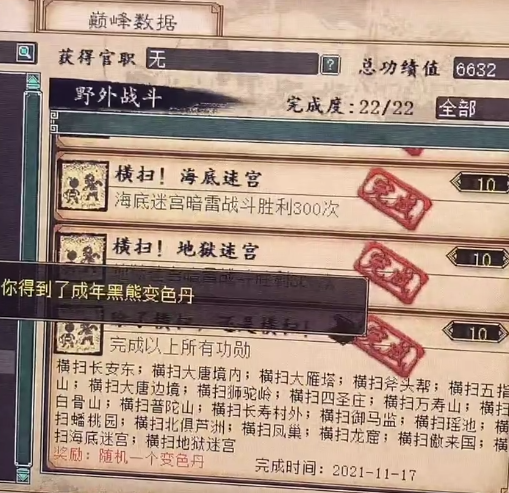 巅峰数据
获得官职 无 ? 总功绩值 6632
野外战斗 完成度:22/22 全部
横扫！海底迷宫
海底迷宫暗雷战斗胜利300次
完成
10
横扫！地狱迷宫
完成
10
你得到了成年黑熊变色丹
完成
10
完成以上所有功勋
横扫长安东；横扫大唐境内；横扫大雁塔；横扫斧头帮；横扫五指
山；横扫大唐边境；横扫狮驼岭；横扫四圣庄；横扫万寿山；横扫
白骨山；横扫普陀山；横扫长寿村外；横扫御马监；横扫瑶池；横
扫蟠桃园；横扫北俱芦洲；横扫凤巢；横扫龙窟；横扫傲来国；横
扫海底迷宫；横扫地狱迷宫
奖励：随机一个变色丹
完成时间：2021-11-17